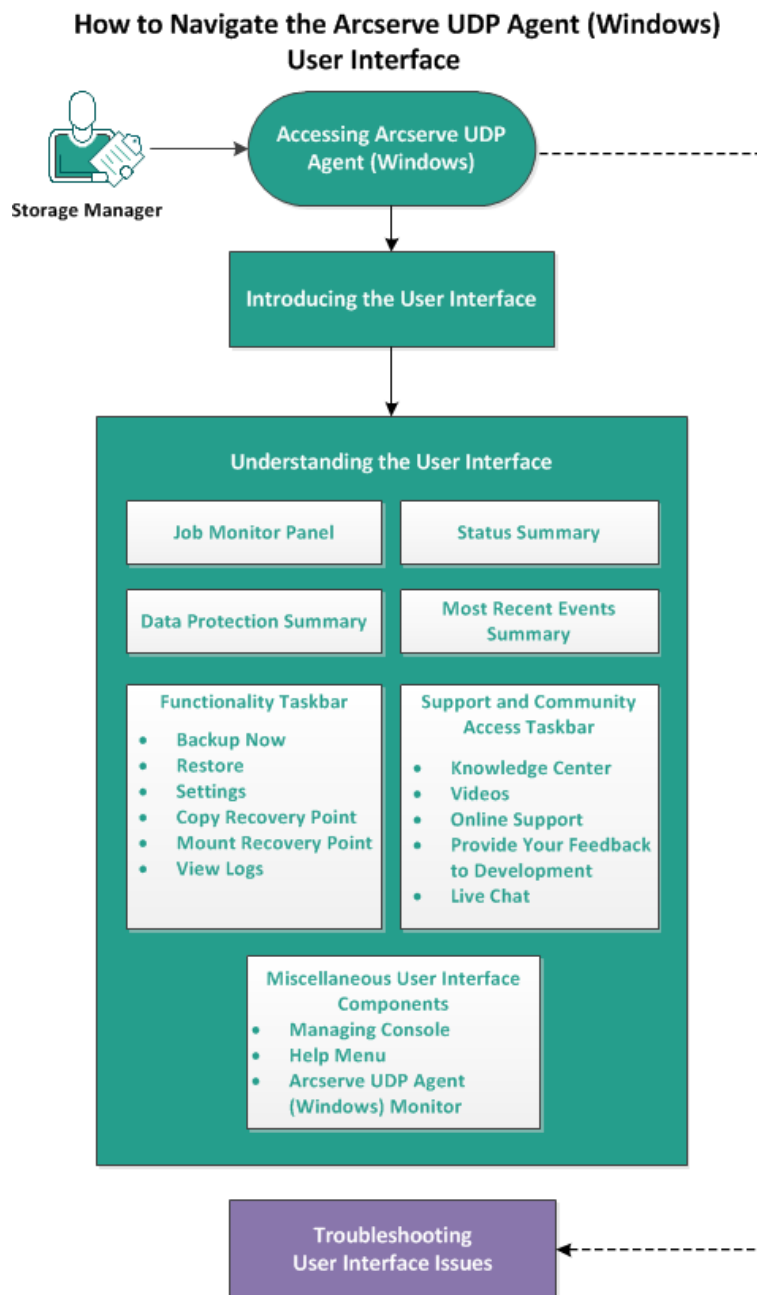 How to Navigate the Arcserve UDP Agent (Windows)
User Interface
Accessing Arcserve UDP
Agent (Windows)
Storage Manager
Introducing the User Interface
Understanding the User Interface
Job Monitor Panel
Status Summary
Data Protection Summary
Most Recent Events
Summary
Functionality Taskbar
• Backup Now
• Restore
• Settings
• Copy Recovery Point
• Mount Recovery Point
• View Logs
Support and Community
Access Taskbar
• Knowledge Center
• Videos
• Online Support
• Provide Your Feedback
to Development
• Live Chat
Miscellaneous User Interface
Components
• Managing Console
• Help Menu
• Arcserve UDP Agent
(Windows) Monitor
Troubleshooting
User Interface Issues